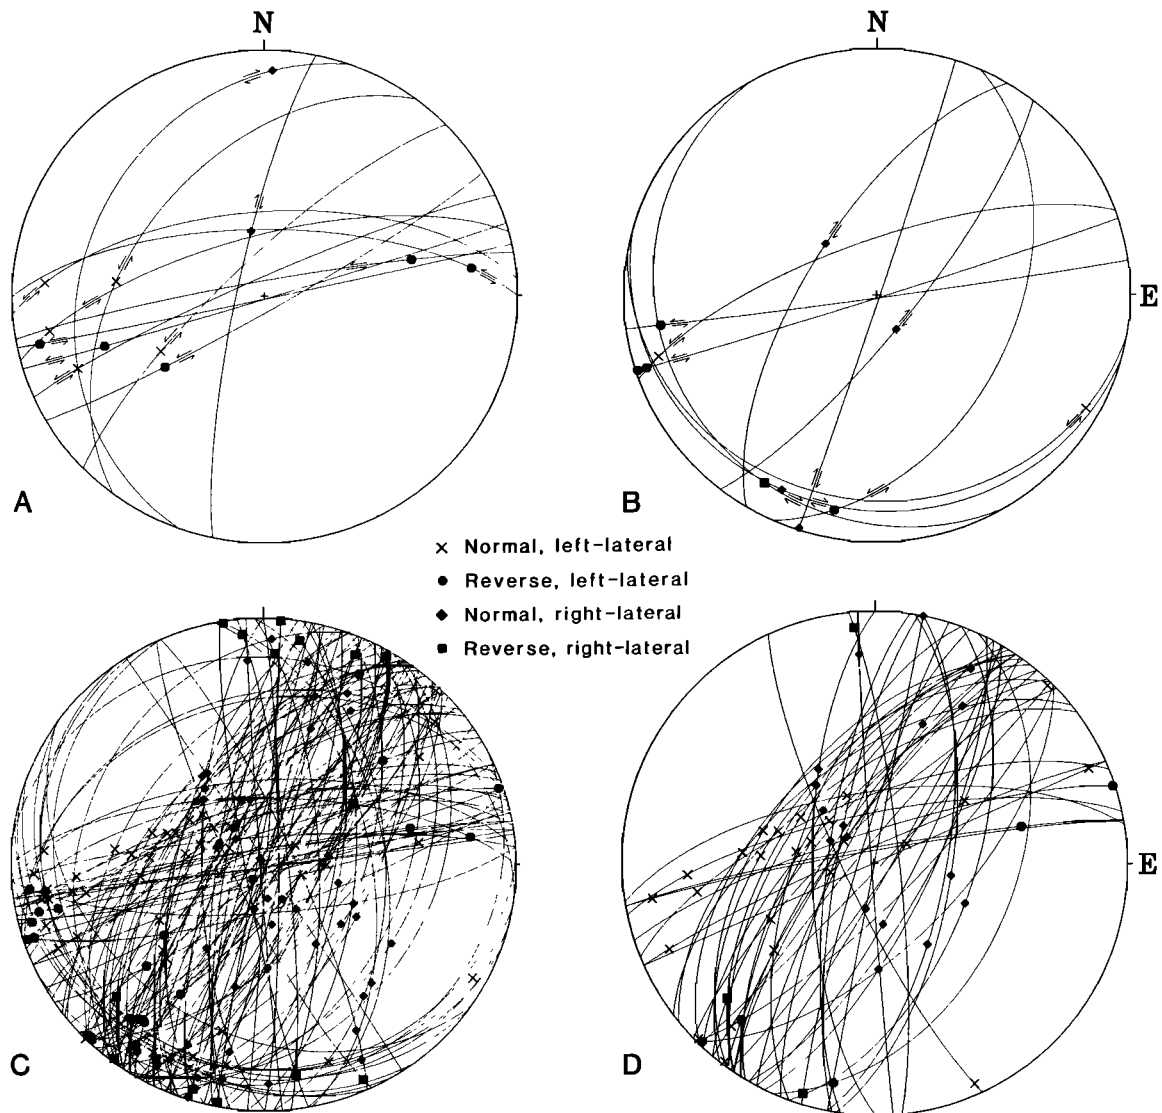 N N
E
A B
× Normal, left-lateral
● Reverse, left-lateral
◆ Normal, right-lateral
■ Reverse, right-lateral
E
C D